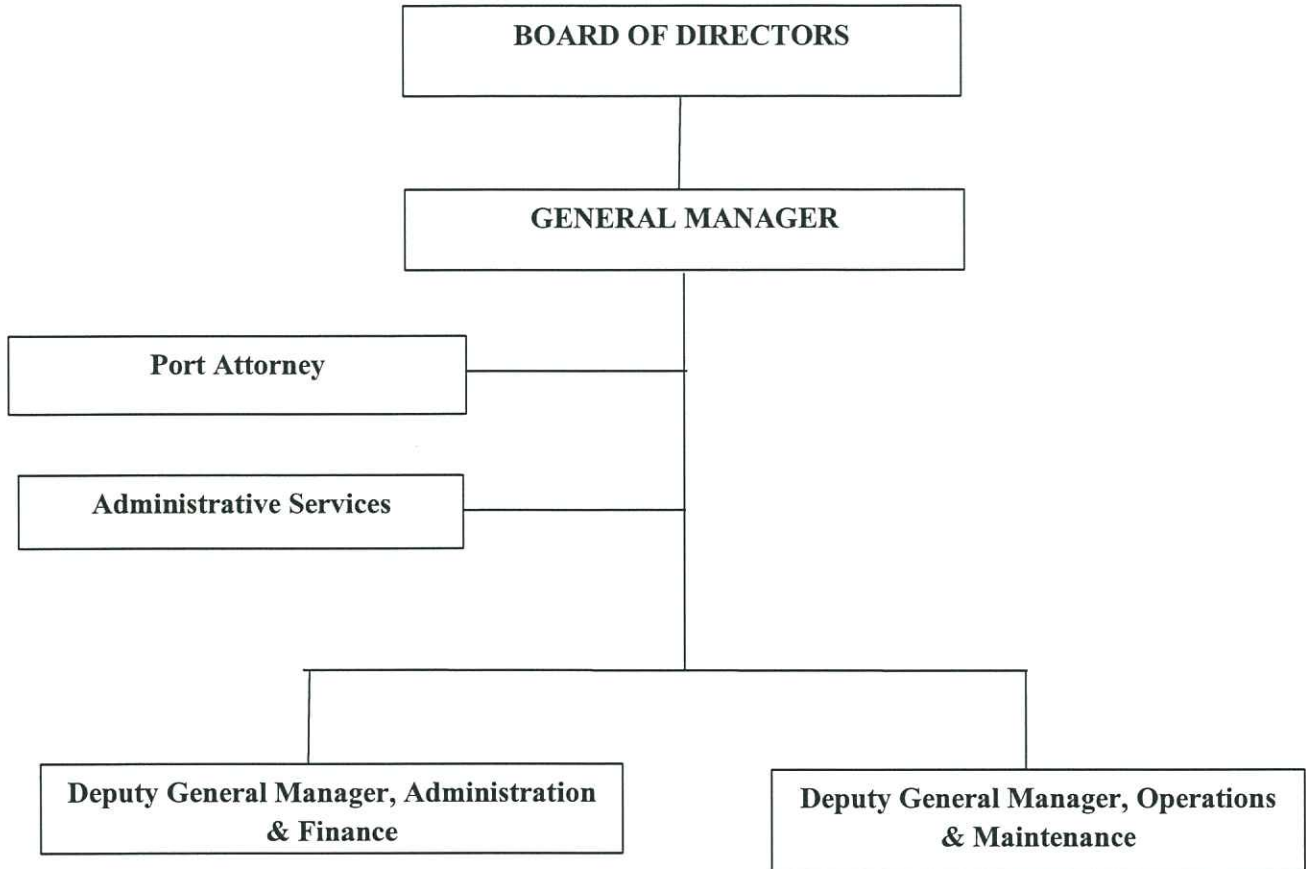 BOARD OF DIRECTORS
GENERAL MANAGER
Port Attorney
Administrative Services
Deputy General Manager, Administration
& Finance
Deputy General Manager, Operations
& Maintenance